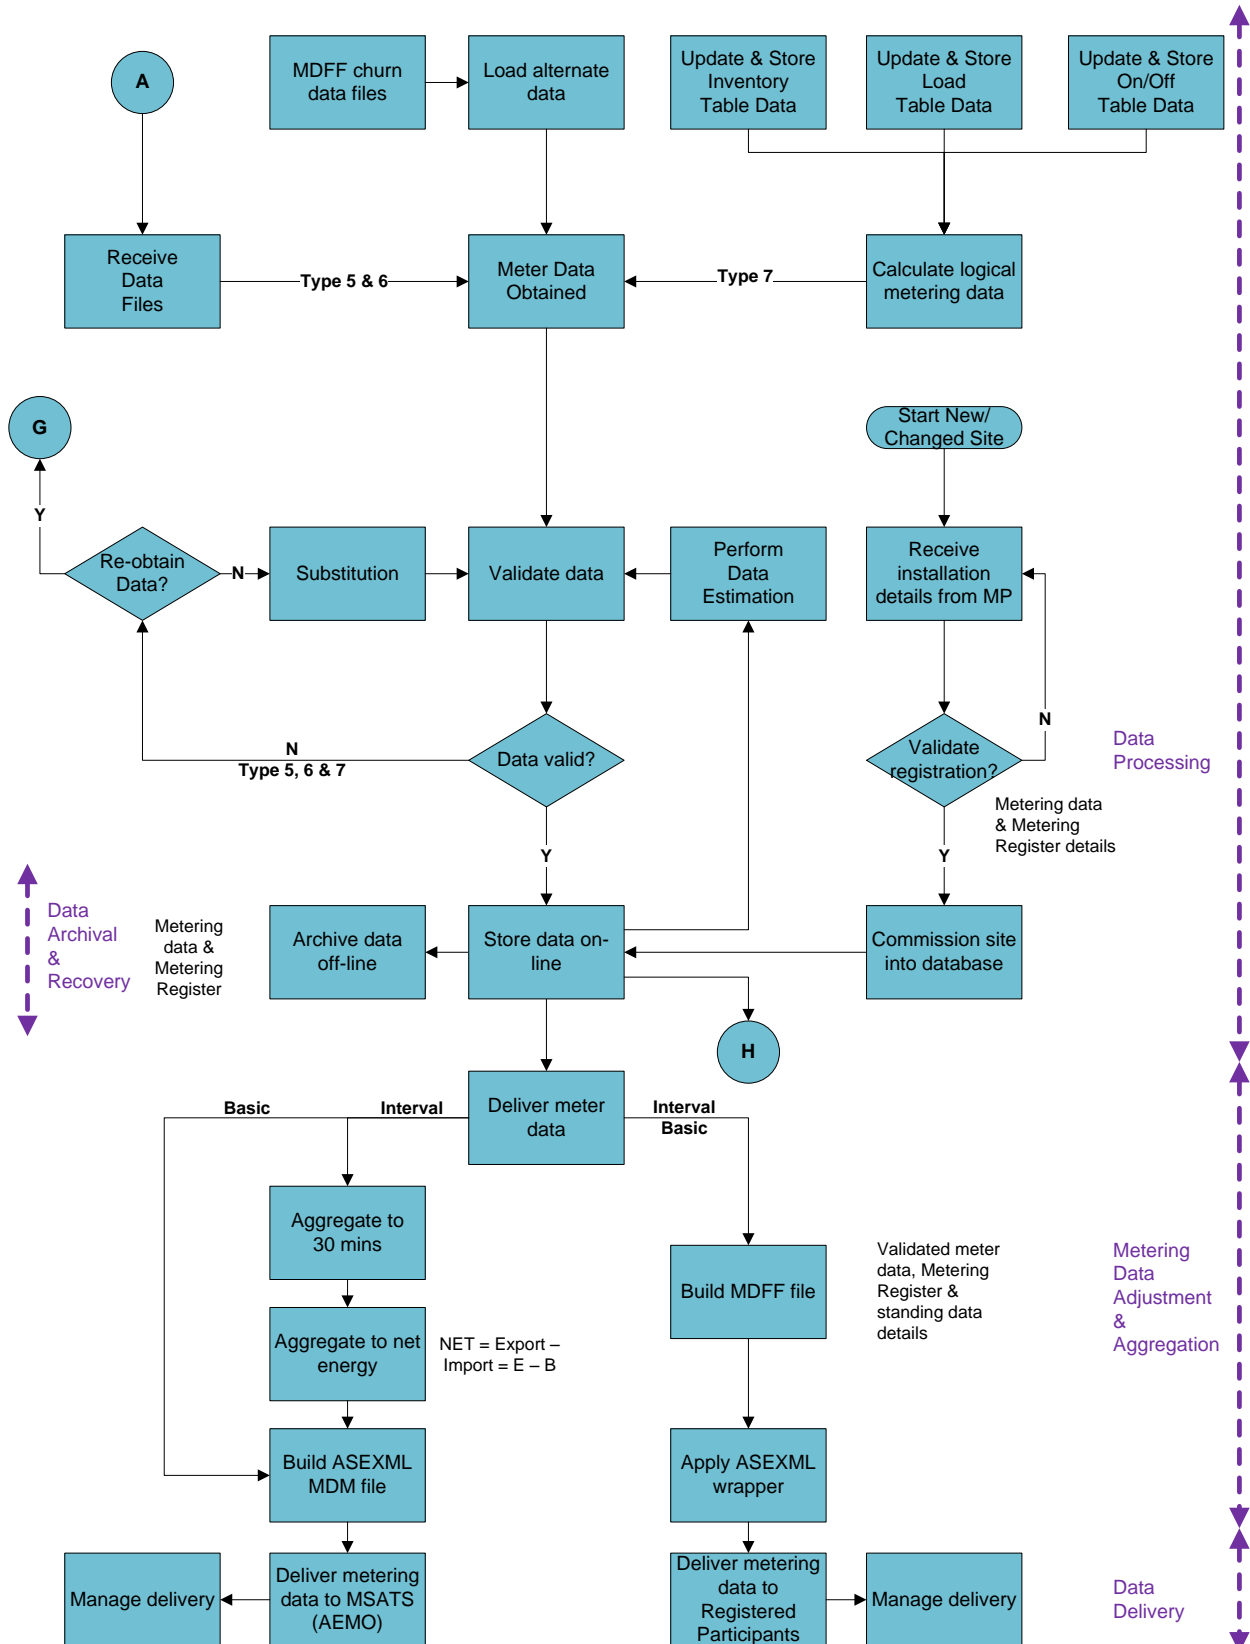 A
MDFF churn
data files
Load alternate
data
Update & Store
Inventory
Table Data
Update & Store
Load
Table Data
Update & Store
On/Off
Table Data
Receive
Data
Files
Type 5 & 6
Meter Data
Obtained
Type 7
Calculate logical
metering data
G
Start New/
Changed Site
Y
Re-obtain
Data?
N
Substitution
Validate data
Perform
Data
Estimation
Receive
installation
details from MP
N
Type 5, 6 & 7
Data valid?
Validate
registration?
N
Data
Processing
Metering data
& Metering
Register details
Y
Y
Data
Archival
&
Recovery
Metering
data &
Metering
Register
Archive data
off-line
Store data on-
line
Commission site
into database
H
Basic
Interval
Deliver meter
data
Interval
Basic
Aggregate to
30 mins
Build MDFF file
Validated meter
data, Metering
Register &
standing data
details
Metering
Data
Adjustment
&
Aggregation
Aggregate to net
energy
NET = Export –
Import = E – B
Build ASEXML
MDM file
Apply ASEXML
wrapper
Manage delivery
Deliver metering
data to MSATS
(AEMO)
Deliver metering
data to
Registered
Participants
Manage delivery
Data
Delivery